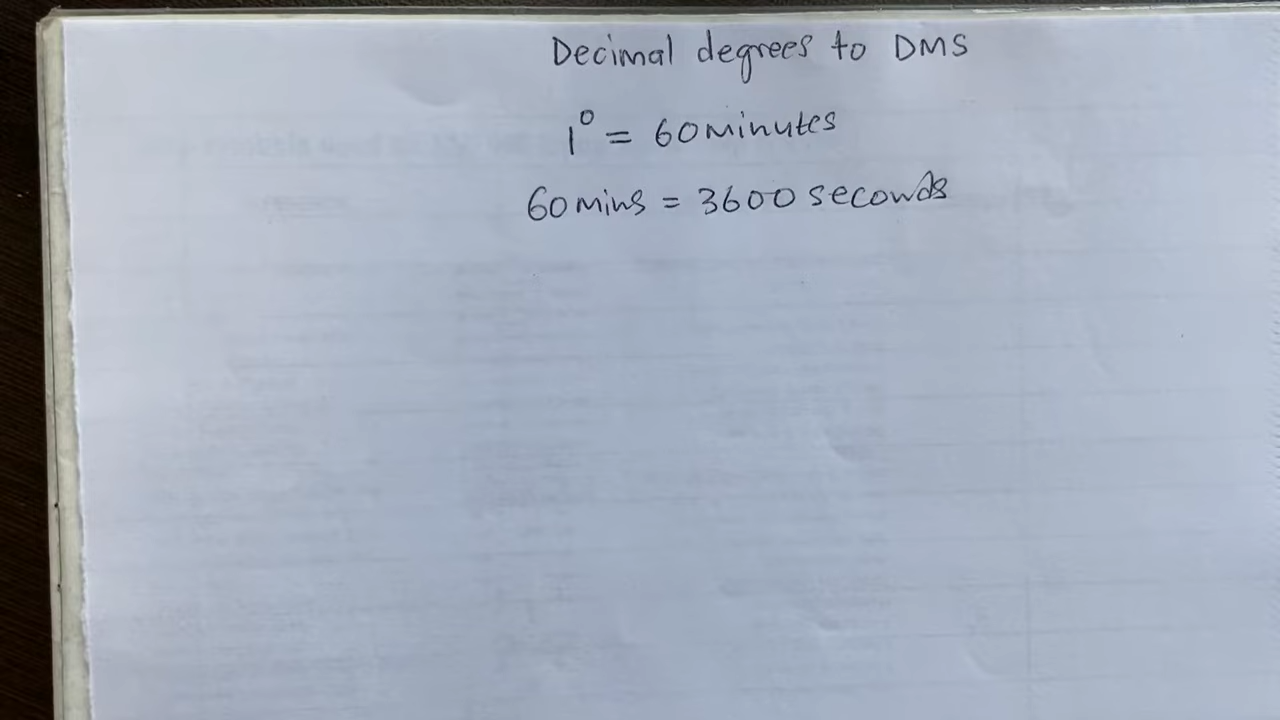 Decimal degrees to DMS
1° = 60 minutes
60 mins = 3600 seconds